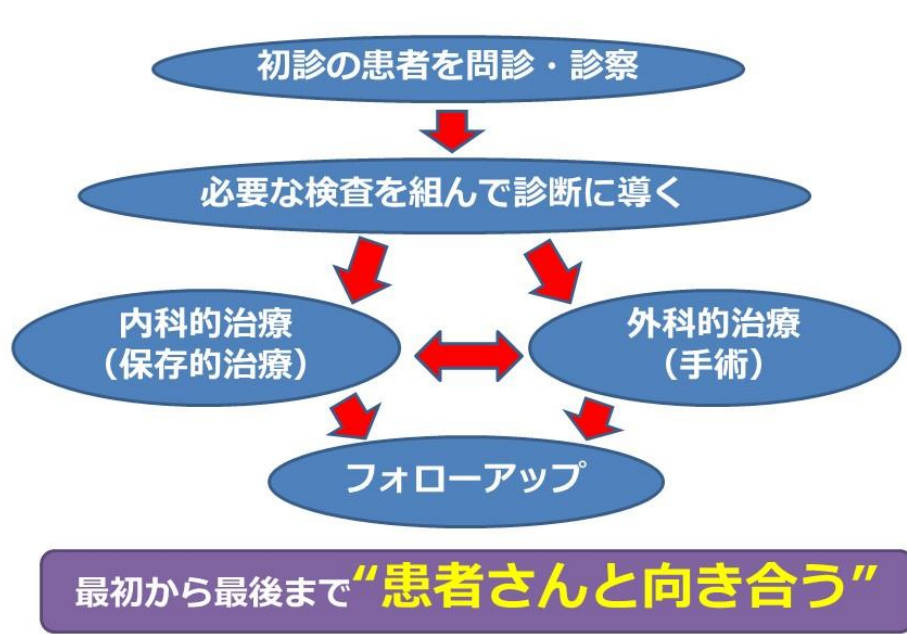 初診の患者を問診・診察
必要な検査を組んで診断に導く
内科的治療
（保存的治療）
外科的治療
（手術）
フォローアップ
最初から最後まで“患者さんと向き合う”